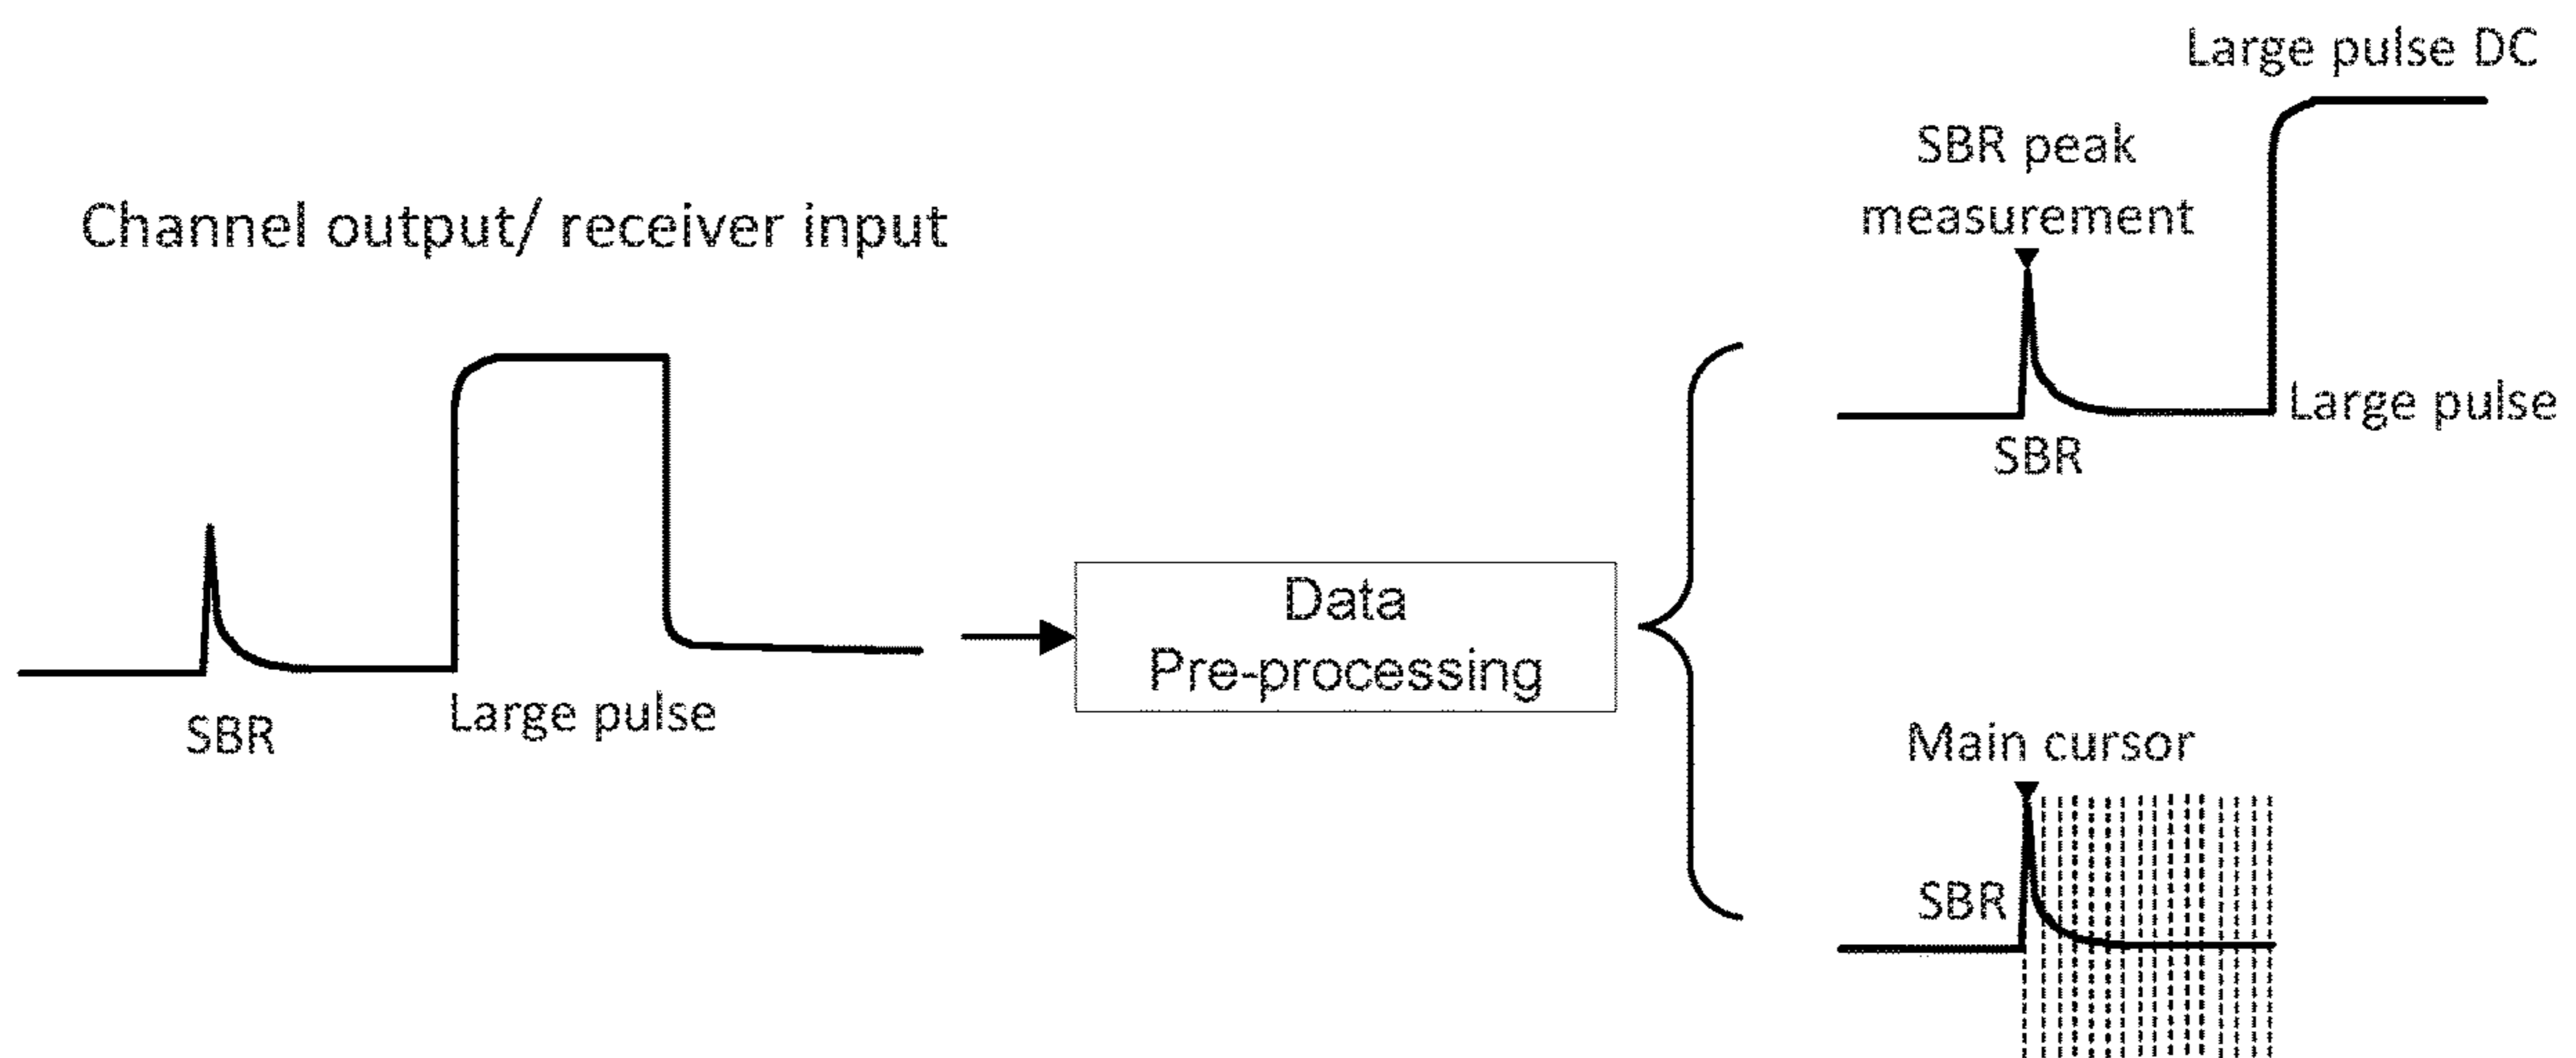 Channel output/ receiver input
SBR
Large pulse
Data
Pre-processing
Large pulse DC
SBR peak
measurement
SBR
Large pulse
Main cursor
SBR